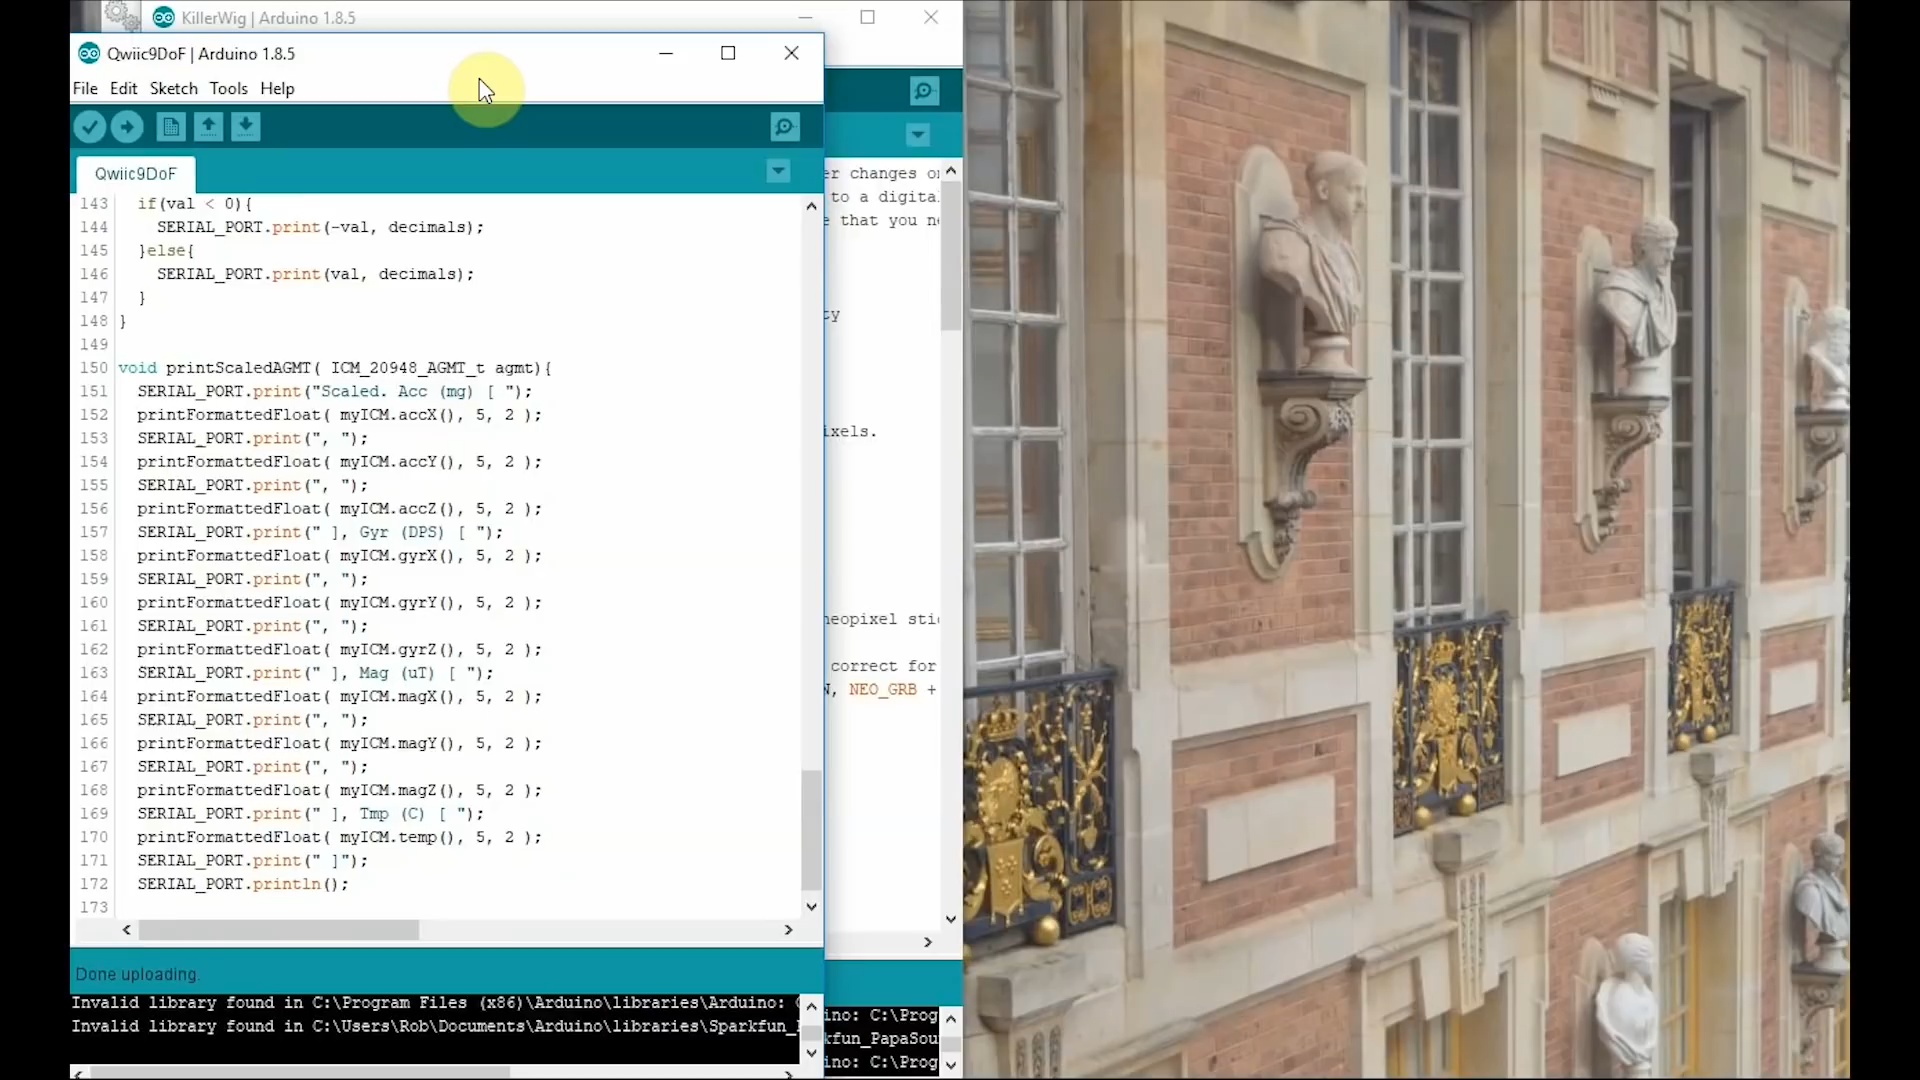 KillerWig | Arduino 1.8.5
Qwiic9DoF | Arduino 1.8.5
File Edit Sketch Tools Help
Qwiic9DoF
143 if(val < 0){
144 SERIAL_PORT.print(-val, decimals);
145 }else{
146 SERIAL_PORT.print(val, decimals);
147 }
148 }
149
150 void printScaledAGMT( ICM_20948_AGMT_t agmt){
151 SERIAL_PORT.print("Scaled. Acc (mg) [ ");
152 printFormattedFloat( myICM.accX(), 5, 2 );
153 SERIAL_PORT.print(", ");
154 printFormattedFloat( myICM.accY(), 5, 2 );
155 SERIAL_PORT.print(", ");
156 printFormattedFloat( myICM.accZ(), 5, 2 );
157 SERIAL_PORT.print(" ], Gyr (DPS) [ ");
158 printFormattedFloat( myICM.gyrX(), 5, 2 );
159 SERIAL_PORT.print(", ");
160 printFormattedFloat( myICM.gyrY(), 5, 2 );
161 SERIAL_PORT.print(", ");
162 printFormattedFloat( myICM.gyrZ(), 5, 2 );
163 SERIAL_PORT.print(" ], Mag (uT) [ ");
164 printFormattedFloat( myICM.magX(), 5, 2 );
165 SERIAL_PORT.print(", ");
166 printFormattedFloat( myICM.magY(), 5, 2 );
167 SERIAL_PORT.print(", ");
168 printFormattedFloat( myICM.magZ(), 5, 2 );
169 SERIAL_PORT.print(" ], Tmp (C) [ ");
170 printFormattedFloat( myICM.temp(), 5, 2 );
171 SERIAL_PORT.print(" ]");
172 SERIAL_PORT.println();
173
Done uploading.
Invalid library found in C:\Program Files (x86)\Arduino\libraries\Arduino:
Invalid library found in C:\Users\Rob\Documents\Arduino\libraries\Sparkfun_
er changes o
to a digita
e that you n
ty
ixels.
neopixel sti
correct for
N, NEO_GRB +
ino: C:\Prog
kfun_PapaSou
ino: C:\Prog